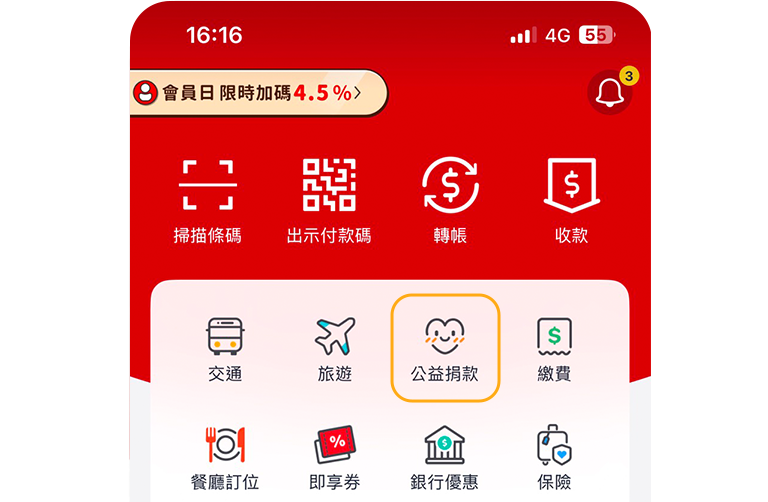 16:16
4G
55
會員日 限時加碼 4.5%
3
掃描條碼
出示付款碼
轉帳
收款
交通
旅遊
公益捐款
繳費
餐廳訂位
即享券
銀行優惠
保險